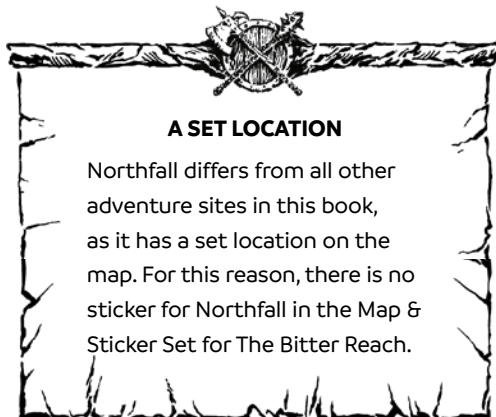 A SET LOCATION
Northfall differs from all other
adventure sites in this book,
as it has a set location on the
map. For this reason, there is no
sticker for Northfall in the Map &
Sticker Set for The Bitter Reach.